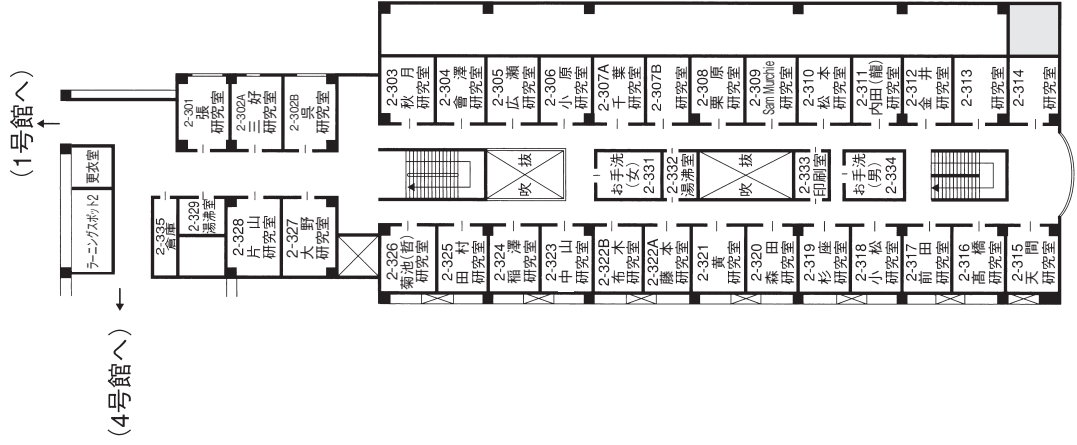 (1号館へ)
(4号館へ)
更衣室
ラーニングスポット2
2-301
張
研究室
2-302A
三好
研究室
2-302B
呉
研究室
2-303
秋月
研究室
2-304
會澤
研究室
2-305
広瀬
研究室
2-306
小原
研究室
2-307A
千葉
研究室
2-307B
研究室
2-308
栗原
研究室
2-309
Sam Murchie
研究室
2-310
松本
研究室
2-311
内田(龍)
研究室
2-312
金井
研究室
2-313
研究室
2-314
研究室
吹抜
お手洗
(女)
2-331
2-332
湯沸室
吹抜
2-333
印刷室
お手洗
(男)
2-334
2-335
倉庫
2-329
湯沸室
2-328
片山
研究室
2-327
大野
研究室
2-326
菊池(哲)
研究室
2-325
田村
研究室
2-324
稲澤
研究室
2-323
中山
研究室
2-322B
布木
研究室
2-322A
藤本
研究室
2-321
黄
研究室
2-320
森田
研究室
2-319
杉座
研究室
2-318
小松
研究室
2-317
前田
研究室
2-316
髙橋
研究室
2-315
天間
研究室